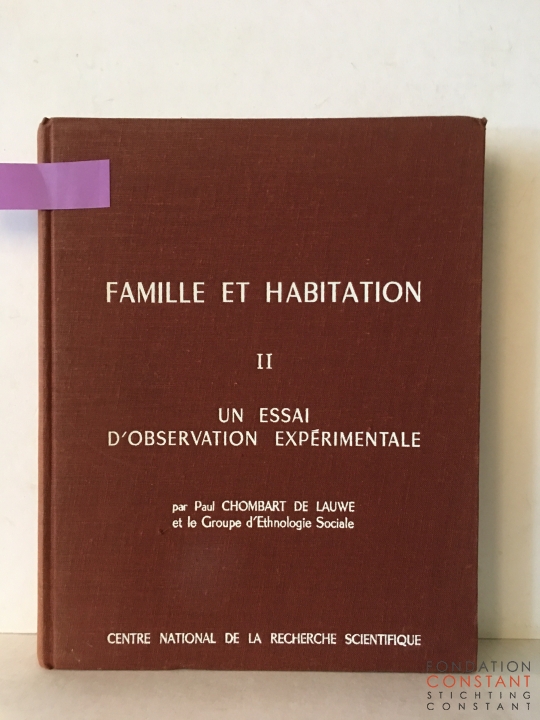 FAMILLE ET HABITATION
II
UN ESSAI
D'OBSERVATION EXPÉRIMENTALE
par Paul CHOMBART DE LAUWE
et le Groupe d'Ethnologie Sociale
CENTRE NATIONAL DE LA RECHERCHE SCIENTIFIQUE
FONDATION
CONSTANT
STICHTING
CONSTANT